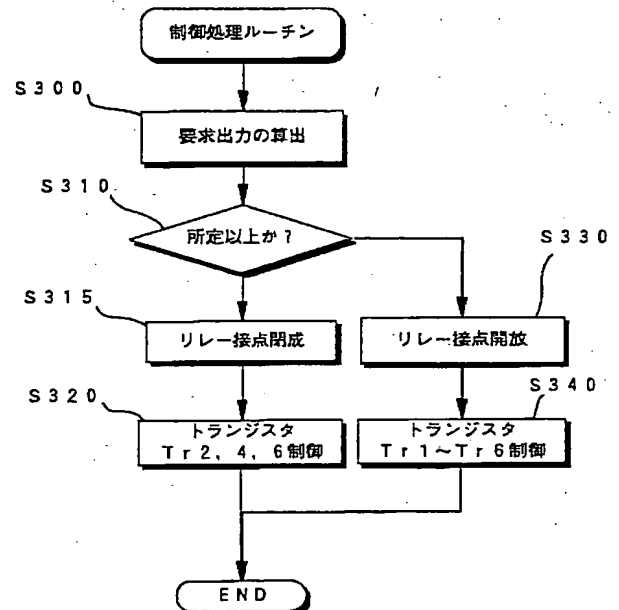 制御処理ルーチン
S300
要求出力の算出
S310
所定以上か?
S330
S315
リレー接点閉成
リレー接点開放
S320
S340
トランジスタ
Tr2, 4, 6制御
トランジスタ
Tr1~Tr6制御
END